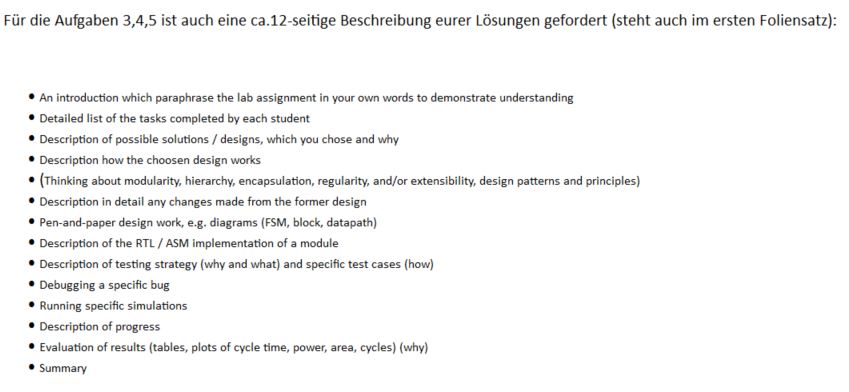 Für die Aufgaben 3,4,5 ist auch eine ca.12-seitige Beschreibung eurer Lösungen gefordert (steht auch im ersten Foliensatz):
• An introduction which paraphrase the lab assignment in your own words to demonstrate understanding
• Detailed list of the tasks completed by each student
• Description of possible solutions / designs, which you chose and why
• Description how the choosen design works
• (Thinking about modularity, hierarchy, encapsulation, regularity, and/or extensibility, design patterns and principles)
• Description in detail any changes made from the former design
• Pen-and-paper design work, e.g. diagrams (FSM, block, datapath)
• Description of the RTL / ASM implementation of a module
• Description of testing strategy (why and what) and specific test cases (how)
• Debugging a specific bug
• Running specific simulations
• Description of progress
• Evaluation of results (tables, plots of cycle time, power, area, cycles) (why)
• Summary